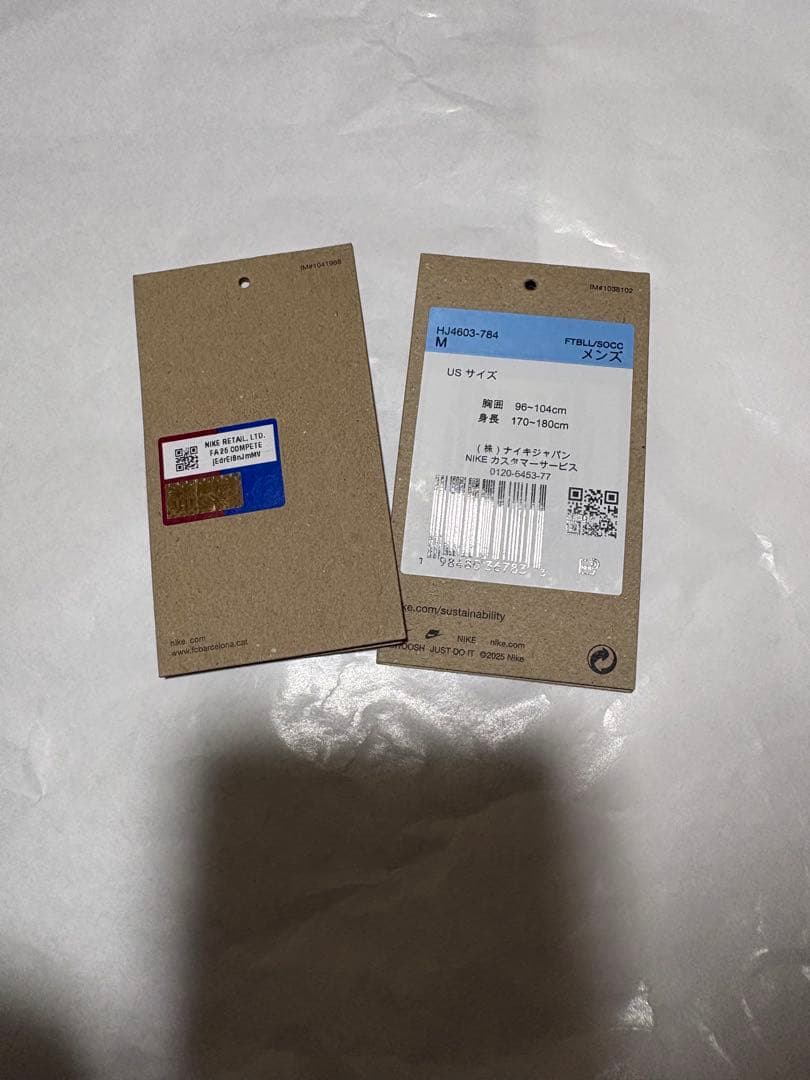 IM#1041968
NIKE RETAIL, LTD.
FA 25 COMPETE
nike.com
www.fcbarcelona.cat
IM#1038102
HJ4603-784
M
FTBLL/SOCC
メンズ
US サイズ
胸囲 96~104cm
身長 170~180cm
(株)ナイキジャパン
NIKE カスタマーサービス
0120-6453-77
ke.com/sustainability
NIKE nike.com
JUST DO IT ©2025 Nike